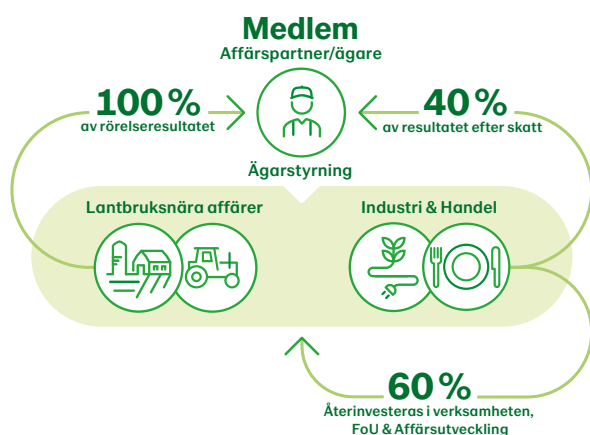 Medlem
Affärspartner/ägare
100 %
av rörelseresultatet
40 %
av resultatet efter skatt
Ägarstyrning
Lantbruksnära affärer
Industri & Handel
60 %
Återinvesteras i verksamheten,
FoU & Affärsutveckling